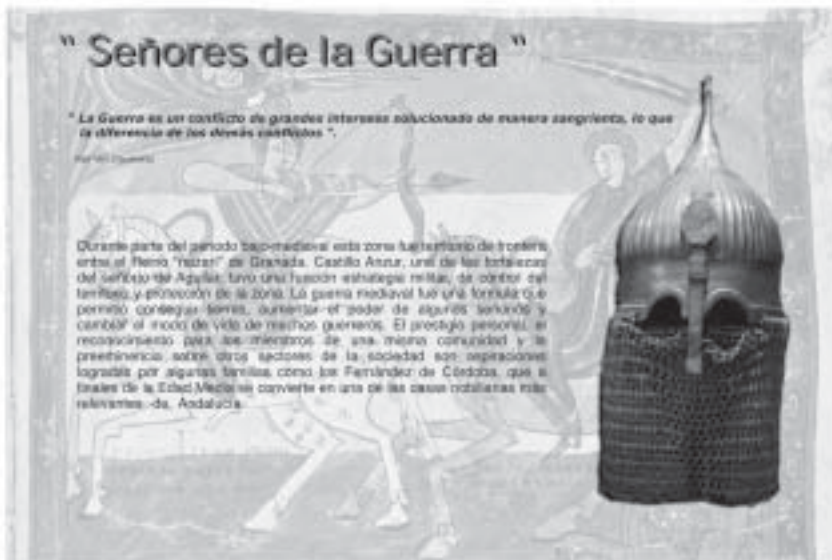 “ Señores de la Guerra “
“ La Guerra es un conflicto de grandes intereses solucionado de manera sangrienta, lo que
la diferencia de los demás conflictos ”.
Durante parte del periodo bajo-medieval esta zona fue territorio de frontera
entre el Reino "nazarí" de Granada. Castillo Anzur, una de las fortalezas
del señorío de Aguilar, tuvo una función estrategia militar, de control del
territorio y protección de la zona. La guerra medieval fue una formula que
permitió conseguir tierras, aumentar el poder de algunos señoríos y
cambiar el modo de vida de muchos guerreros. El prestigio personal, el
reconocimiento para los miembros de una misma comunidad y la
preeminencia sobre otros sectores de la sociedad son aspiraciones
logradas por algunas familias como los Fernández de Córdoba, que a
finales de la Edad Media se convierte en una de las casas nobiliarias más
relevantes de Andalucía.